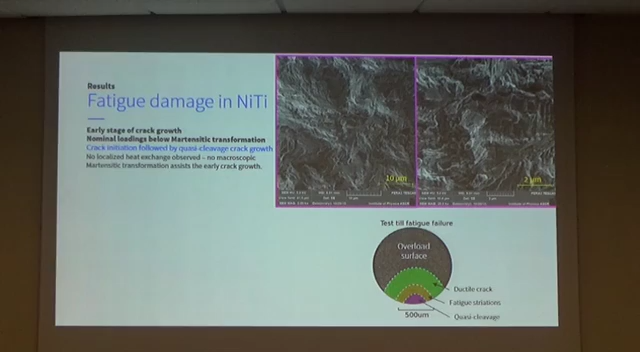 Results
Fatigue damage in NiTi
Early stage of crack growth
Nominal loadings below Martensitic transformation
Crack initiation followed by quasi-cleavage crack growth
No localized heat exchange observed – no macroscopic
Martensitic transformation assists the early crack growth.
10 µm
2 µm
Test till fatigue failure
Overload
surface
Ductile crack
Fatigue striations
500um
Quasi-cleavage